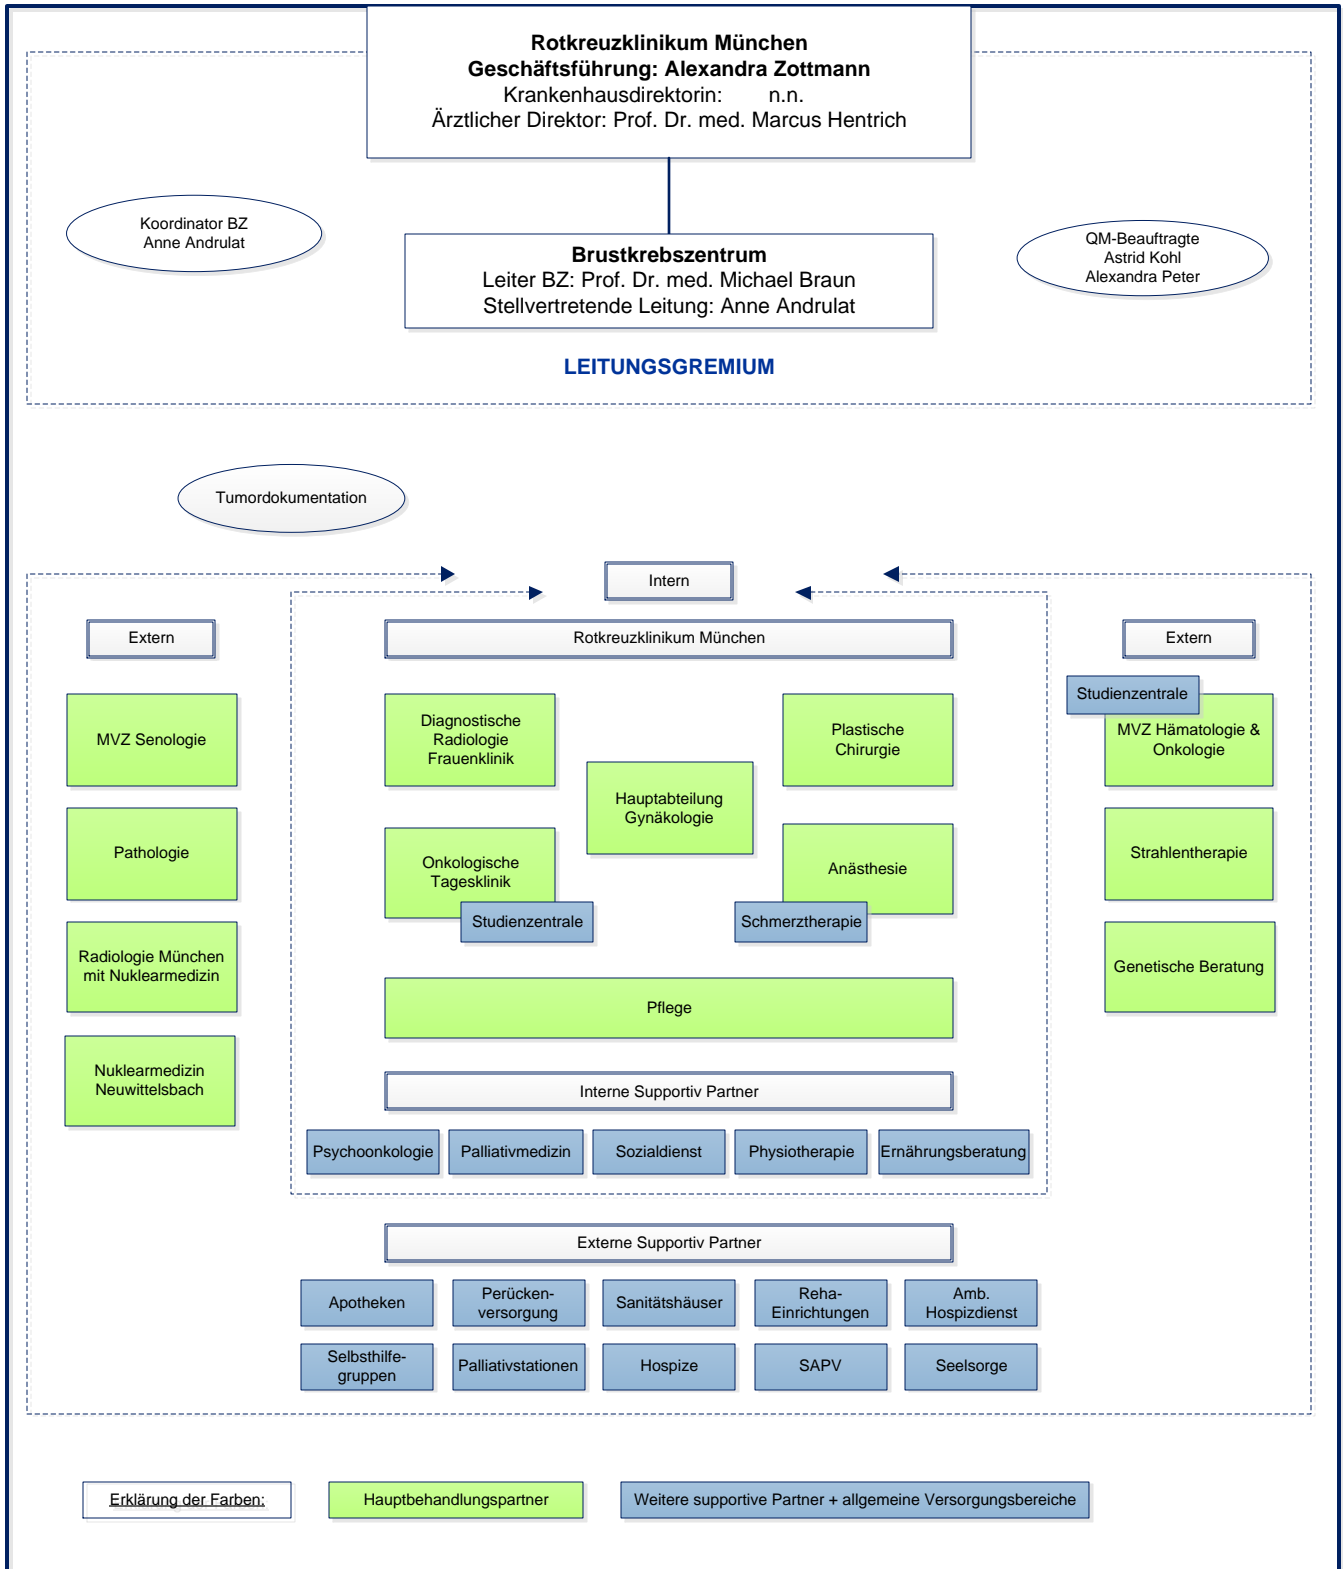 Rotkreuzklinikum München
Geschäftsführung: Alexandra Zottmann
Krankenhausdirektorin: n.n.
Ärztlicher Direktor: Prof. Dr. med. Marcus Hentrich
Koordinator BZ
Anne Andrulat
Brustkrebszentrum
Leiter BZ: Prof. Dr. med. Michael Braun
Stellvertretende Leitung: Anne Andrulat
QM-Beauftragte
Astrid Kohl
Alexandra Peter
LEITUNGSGREMIUM
Tumordokumentation
Intern
Extern
Rotkreuzklinikum München
Extern
MVZ Senologie
Pathologie
Radiologie München
mit Nuklearmedizin
Nuklearmedizin
Neuwittelsbach
Diagnostische
Radiologie
Frauenklinik
Plastische
Chirurgie
Hauptabteilung
Gynäkologie
Onkologische
Tagesklinik
Studienzentrale
Anästhesie
Schmerztherapie
Pflege
Studienzentrale
MVZ Hämatologie &
Onkologie
Strahlentherapie
Genetische Beratung
Interne Supportiv Partner
Psychoonkologie
Palliativmedizin
Sozialdienst
Physiotherapie
Ernährungsberatung
Externe Supportiv Partner
Apotheken
Perücken-
versorgung
Sanitätshäuser
Reha-
Einrichtungen
Amb.
Hospizdienst
Selbsthilfe-
gruppen
Palliativstationen
Hospize
SAPV
Seelsorge
Erklärung der Farben:
Hauptbehandlungspartner
Weitere supportive Partner + allgemeine Versorgungsbereiche